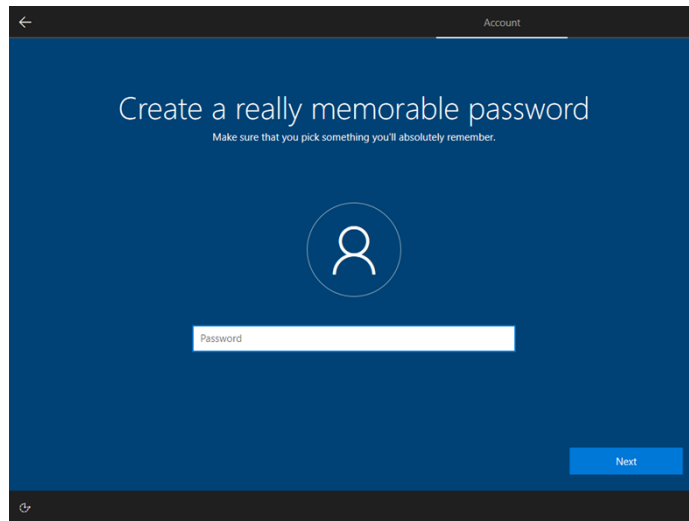 Account
Create a really memorable password
Make sure that you pick something you'll absolutely remember.
Password
Next